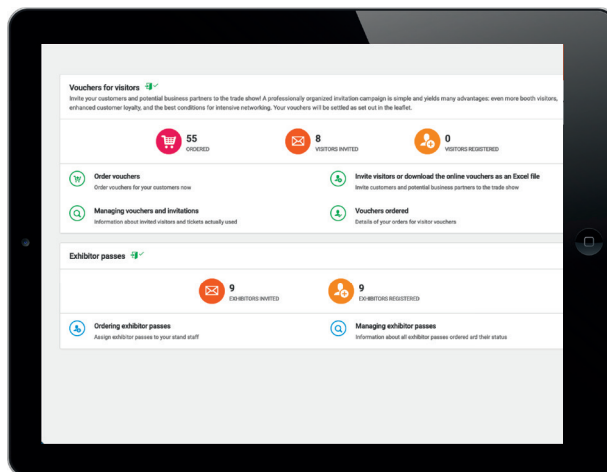 Vouchers for visitors
Invite your customers and potential business partners to the trade show! A professionally organized invitation campaign is simple and yields many advantages: even more booth visitors,
enhanced customer loyalty, and the best conditions for intensive networking. Your vouchers will be settled as set out in the leaflet.
55
ORDERED
8
VISITORS INVITED
0
VISITORS REGISTERED
Order vouchers
Order vouchers for your customers now
Invite visitors or download the online vouchers as an Excel file
Invite customers and potential business partners to the trade show
Managing vouchers and invitations
Information about invited visitors and tickets actually used
Vouchers ordered
Details of your orders for visitor vouchers
Exhibitor passes
9
EXHIBITORS INVITED
9
EXHIBITORS REGISTERED
Ordering exhibitor passes
Assign exhibitor passes to your stand staff
Managing exhibitor passes
Information about all exhibitor passes ordered ard their status